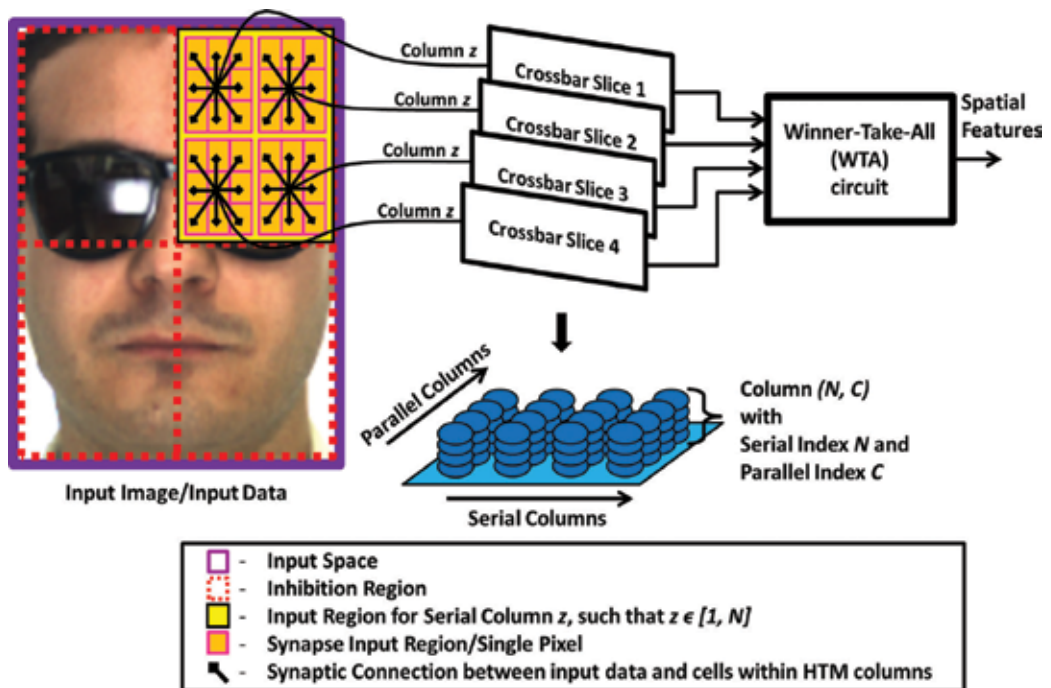 Column z
Column z
Column z
Column z
Crossbar Slice 1
Crossbar Slice 2
Crossbar Slice 3
Crossbar Slice 4
Winner-Take-All
(WTA)
circuit
Spatial
Features
Input Image/Input Data
Parallel Columns
Serial Columns
Column (N, C)
with
Serial Index N and
Parallel Index C
- Input Space
- Inhibition Region
- Input Region for Serial Column z, such that z ϵ [1, N]
- Synapse Input Region/Single Pixel
- Synaptic Connection between input data and cells within HTM columns